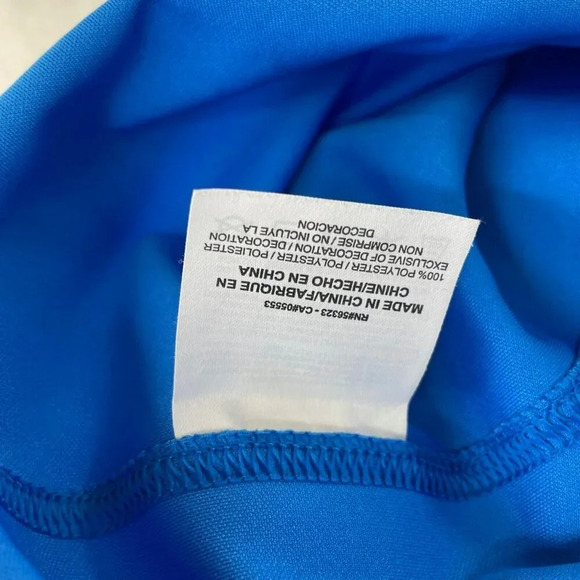 RN#56323 - CA#05553
MADE IN CHINA/FABRIQUE EN
CHINE/HECHO EN CHINA
100% POLYESTER / POLYESTER / POLIESTER
EXCLUSIVE OF DECORATION / DECORATION
NON COMPRISE / NO INCLUYE LA
DECORACION